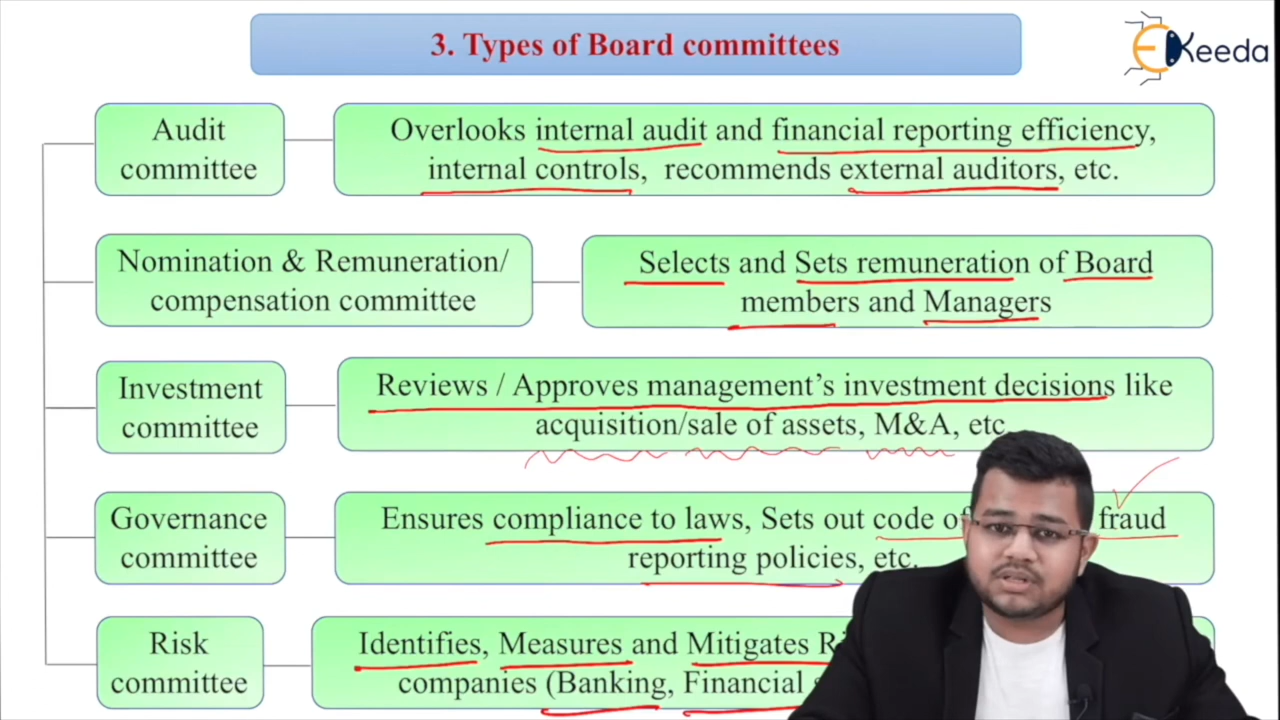 3. Types of Board committees
EKeeda
Audit
committee
Overlooks internal audit and financial reporting efficiency,
internal controls, recommends external auditors, etc.
Nomination & Remuneration/
compensation committee
Selects and Sets remuneration of Board
members and Managers
Investment
committee
Reviews / Approves management's investment decisions like
acquisition/sale of assets, M&A, etc.
Governance
committee
Ensures compliance to laws, Sets out code fraud
reporting policies, etc.
Risk
committee
Identifies, Measures and Mitigates
companies (Banking, Financial